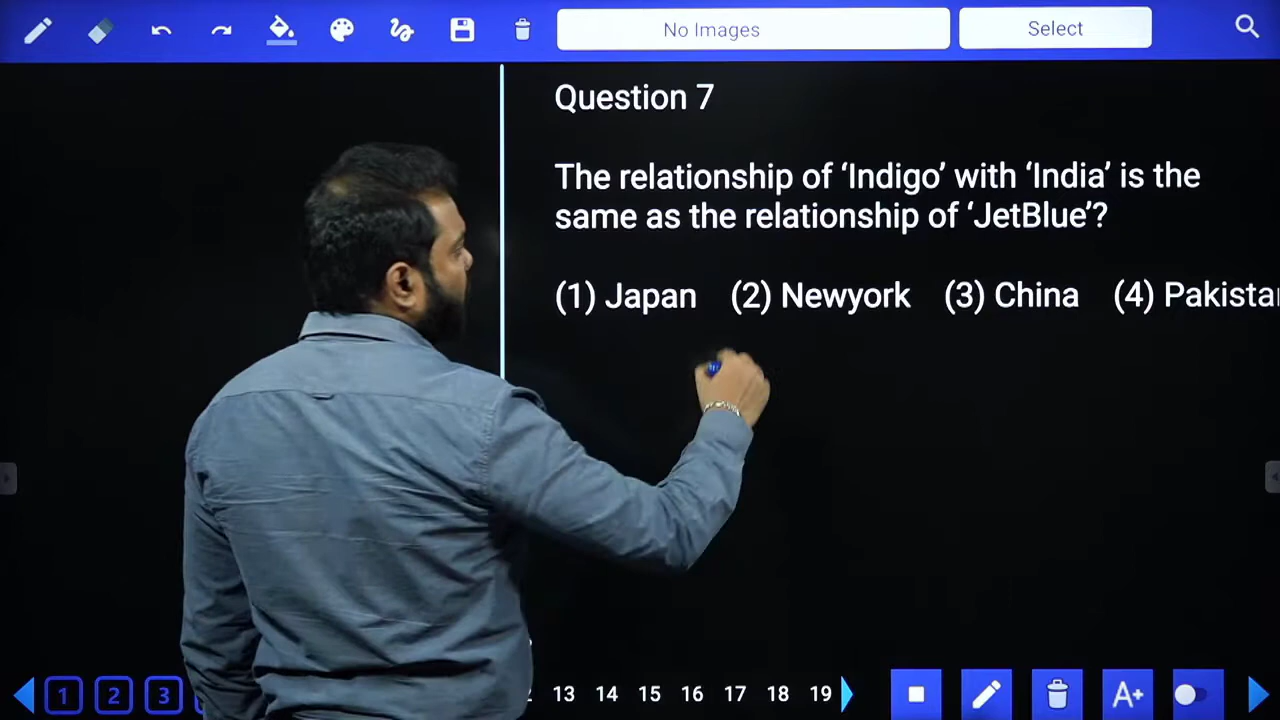 No Images
Select
Question 7
The relationship of ‘Indigo’ with ‘India’ is the
same as the relationship of ‘JetBlue’?
(1) Japan (2) Newyork (3) China (4) Pakistan
1 2 3 13 14 15 16 17 18 19 A+